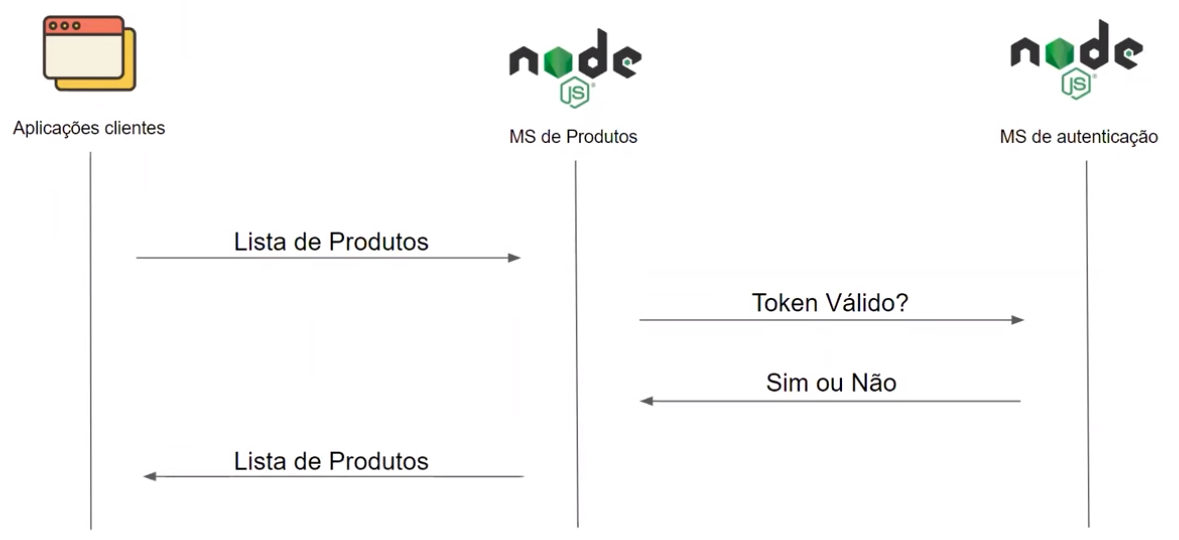 node
JS
node
JS
Aplicações clientes
MS de Produtos
MS de autenticação
Lista de Produtos
Token Válido?
Sim ou Não
Lista de Produtos